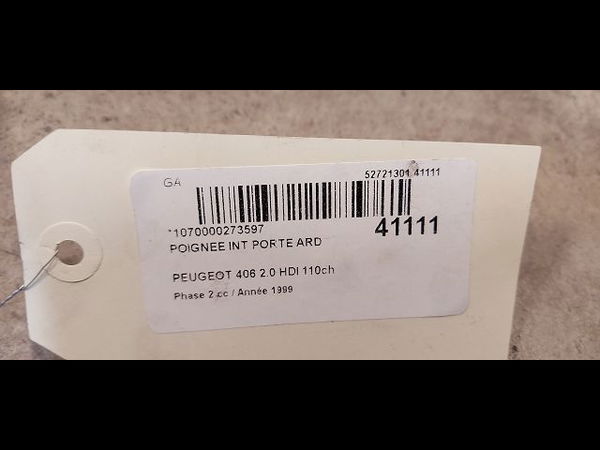 GA 52721301 41111
*1070000273597 41111
POIGNEE INT PORTE ARD
PEUGEOT 406 2.0 HDI 110ch
Phase 2 cc / Année 1999